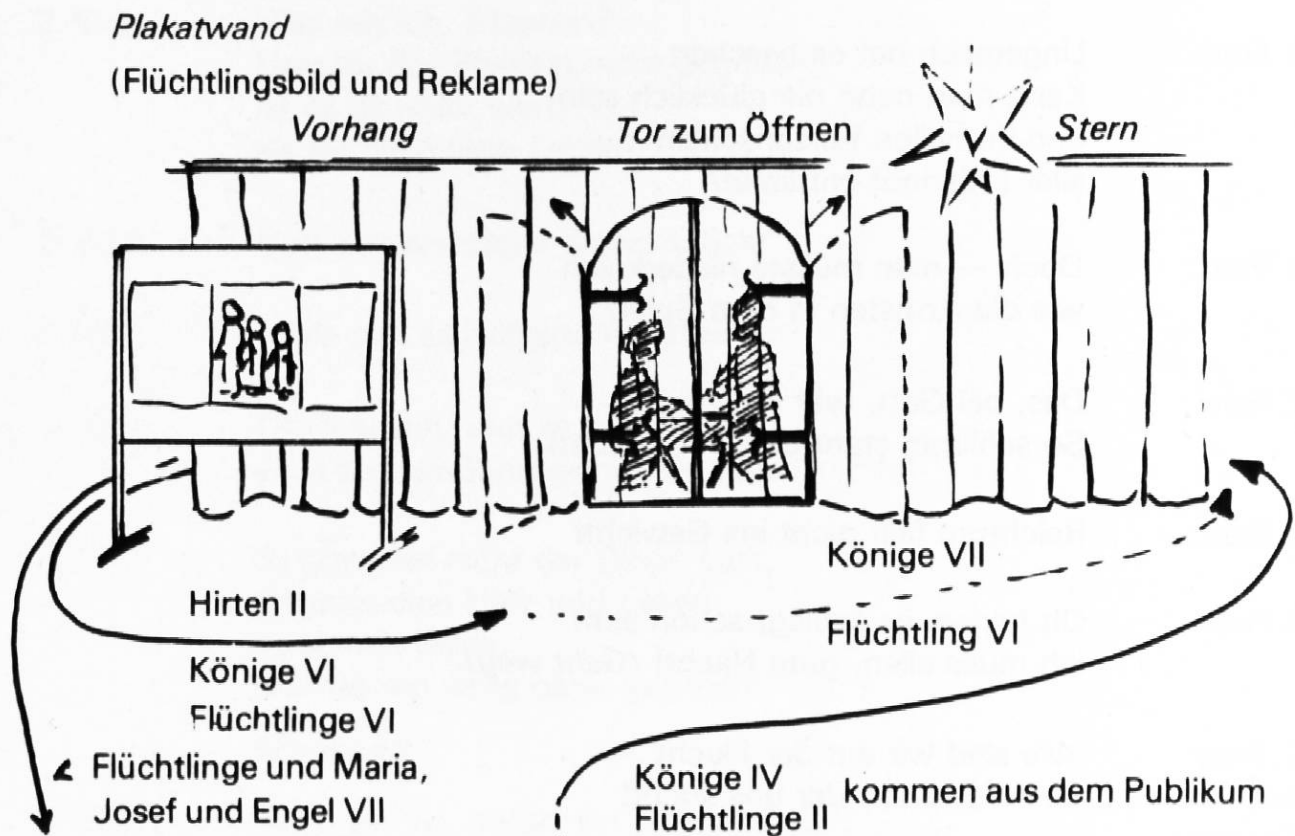 Plakatwand
(Flüchtlingsbild und Reklame)
Vorhang
Tor zum Öffnen
Stern
Könige VII
Hirten II
Flüchtling VI
Könige VI
Flüchtlinge VI
Flüchtlinge und Maria,
Josef und Engel VII
Könige IV
Flüchtlinge II
kommen aus dem Publikum